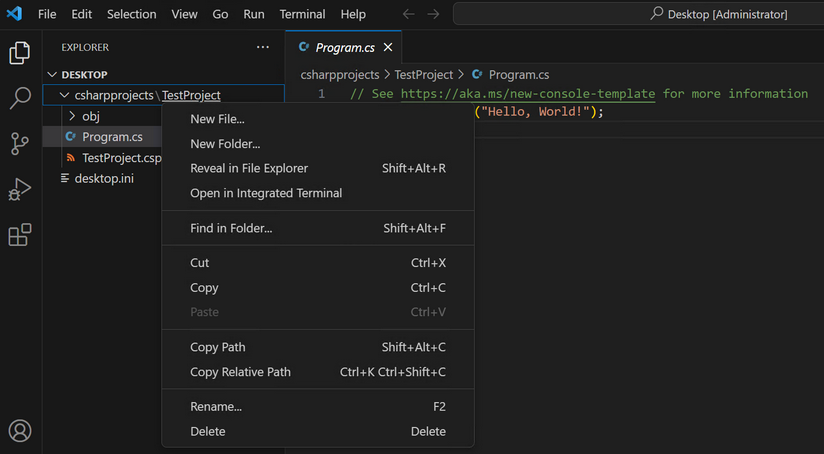 File Edit Selection View Go Run Terminal Help Desktop [Administrator]
EXPLORER
DESKTOP
csharpprojects\TestProject
obj
Program.cs
TestProject.csp
desktop.ini
Program.cs
csharpprojects > TestProject > Program.cs
1 // See https://aka.ms/new-console-template for more information
("Hello, World!");
New File...
New Folder...
Reveal in File Explorer Shift+Alt+R
Open in Integrated Terminal
Find in Folder... Shift+Alt+F
Cut Ctrl+X
Copy Ctrl+C
Paste Ctrl+V
Copy Path Shift+Alt+C
Copy Relative Path Ctrl+K Ctrl+Shift+C
Rename... F2
Delete Delete